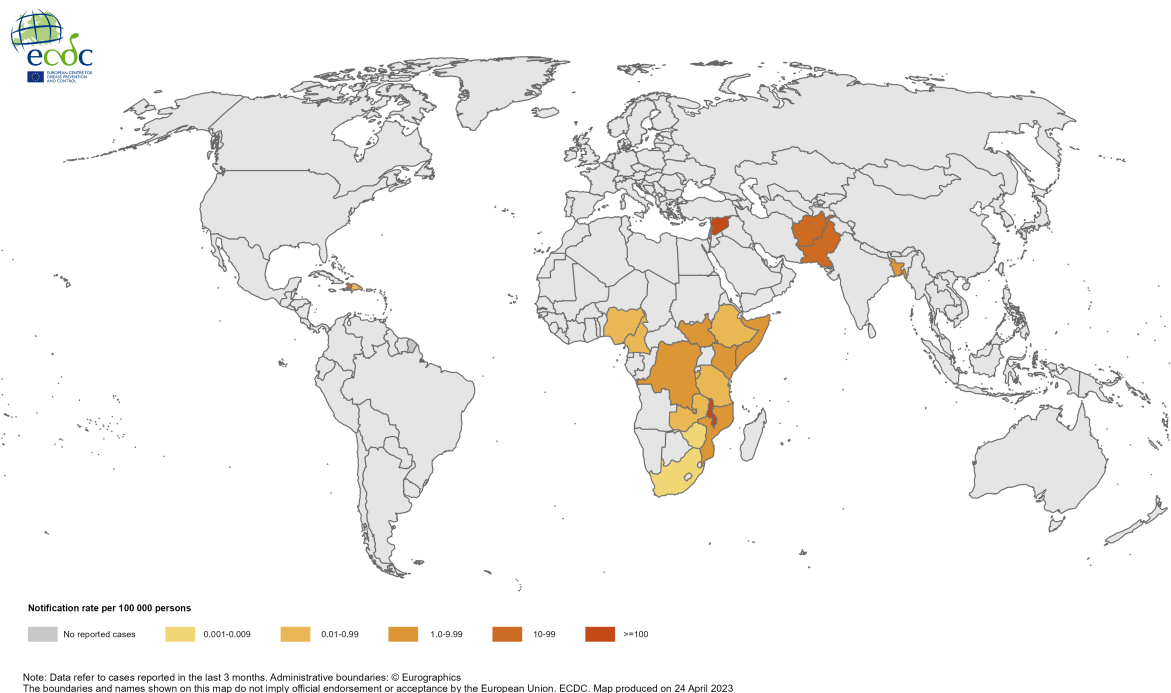 ecdc
EUROPEAN CENTRE FOR
DISEASE PREVENTION
AND CONTROL
Notification rate per 100 000 persons
No reported cases
0.001-0.009
0.01-0.99
1.0-9.99
10-99
>=100
Note: Data refer to cases reported in the last 3 months. Administrative boundaries: © Eurographics
The boundaries and names shown on this map do not imply official endorsement or acceptance by the European Union. ECDC. Map produced on 24 April 2023